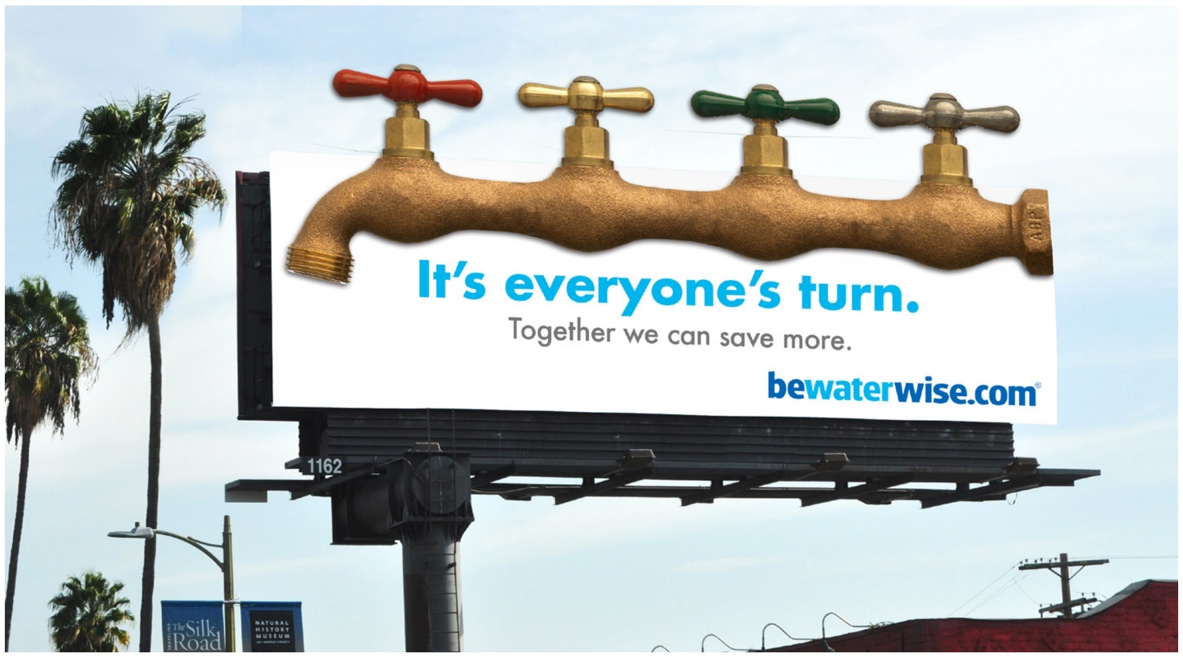 It's everyone's turn.
Together we can save more.
bewaterwise.com®
1162
The Silk
Road
NATURAL
HISTORY
MUSEUM